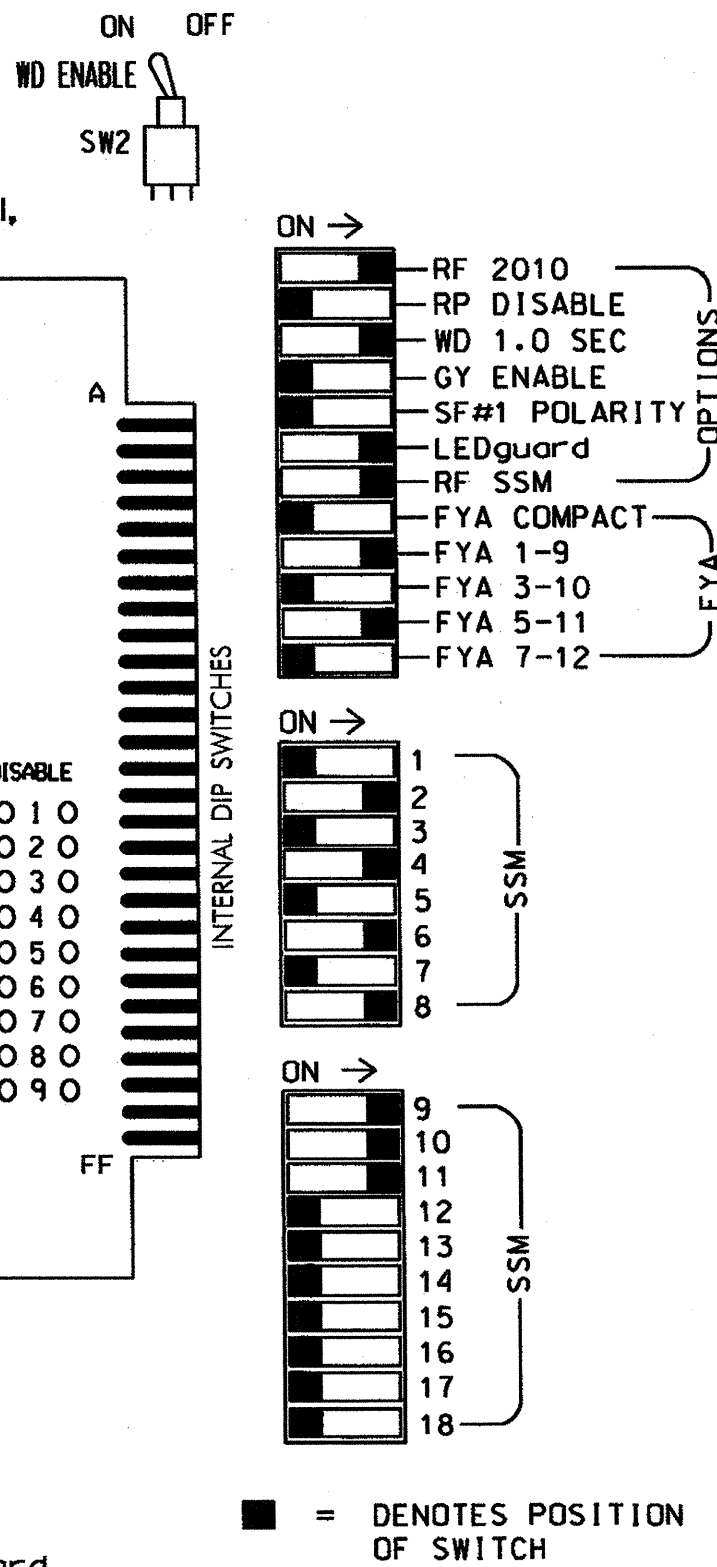 ON OFF
WD ENABLE
SW2
ON →
RF 2010
RP DISABLE
WD 1.0 SEC
GY ENABLE
SF#1 POLARITY
LEDguard
RF SSM
OPTIONS
FYA COMPACT
FYA 1-9
FYA 3-10
FYA 5-11
FYA 7-12
FYA
A
FF
INTERNAL DIP SWITCHES
O 1 O
O 2 O
O 3 O
O 4 O
O 5 O
O 6 O
O 7 O
O 8 O
O 9 O
ON →
1
2
3
4
5
6
7
8
SSM
ON →
9
10
11
12
13
14
15
16
17
18
SSM
= DENOTES POSITION
OF SWITCH